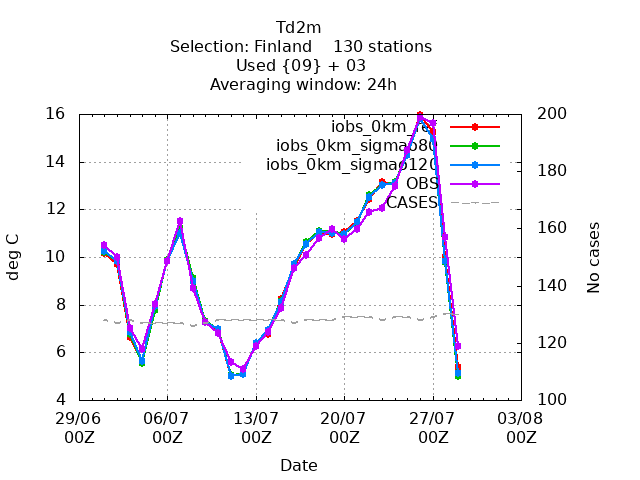 Td2m
Selection: Finland 130 stations
Used {09} + 03
Averaging window: 24h
16
14
12
10
8
6
4
deg C
200
180
160
140
120
100
No cases
iobs_0km_
iobs_0km_sigmao80
iobs_0km_sigmao120
OBS
CASES
29/06 06/07 13/07 20/07 27/07 03/08
00Z 00Z 00Z 00Z 00Z 00Z
Date